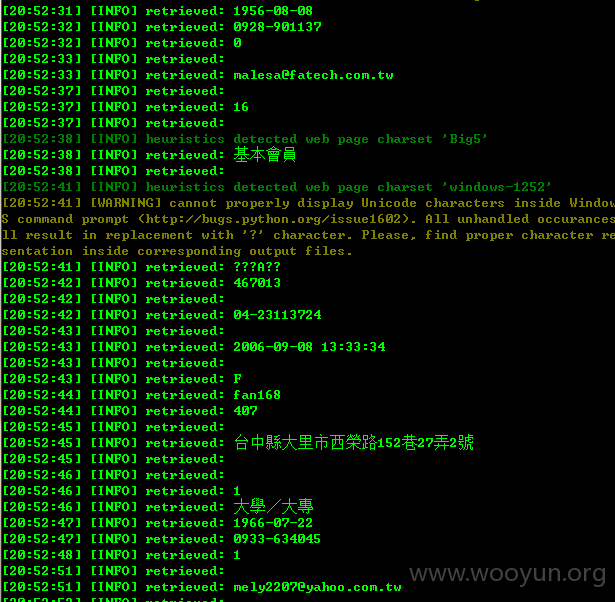 [20:52:31] [INFO] retrieved: 1956-08-08
[20:52:32] [INFO] retrieved: 0928-901137
[20:52:32] [INFO] retrieved: 0
[20:52:33] [INFO] retrieved:
[20:52:33] [INFO] retrieved: malesa@fatech.com.tw
[20:52:37] [INFO] retrieved:
[20:52:37] [INFO] retrieved: 16
[20:52:37] [INFO] retrieved:
[20:52:38] [INFO] heuristics detected web page charset 'Big5'
[20:52:38] [INFO] retrieved: 基本會員
[20:52:38] [INFO] retrieved:
[20:52:41] [INFO] heuristics detected web page charset 'windows-1252'
[20:52:41] [WARNING] cannot properly display Unicode characters inside Window
S command prompt (http://bugs.python.org/issue1602). All unhandled occurances
ll result in replacement with '?' character. Please, find proper character re
sentation inside corresponding output files.
[20:52:41] [INFO] retrieved: ???A??
[20:52:42] [INFO] retrieved: 467013
[20:52:42] [INFO] retrieved:
[20:52:42] [INFO] retrieved: 04-23113724
[20:52:43] [INFO] retrieved:
[20:52:43] [INFO] retrieved: 2006-09-08 13:33:34
[20:52:43] [INFO] retrieved:
[20:52:43] [INFO] retrieved: F
[20:52:44] [INFO] retrieved: fan168
[20:52:44] [INFO] retrieved: 407
[20:52:45] [INFO] retrieved:
[20:52:45] [INFO] retrieved: 台中縣大里市西榮路152巷27弄2號
[20:52:45] [INFO] retrieved:
[20:52:46] [INFO] retrieved:
[20:52:46] [INFO] retrieved: 1
[20:52:46] [INFO] retrieved: 大學／大專
[20:52:47] [INFO] retrieved: 1966-07-22
[20:52:47] [INFO] retrieved: 0933-634045
[20:52:48] [INFO] retrieved: 1
[20:52:51] [INFO] retrieved:
[20:52:51] [INFO] retrieved: mely2207@yahoo.com.tw
www.wooyun.org